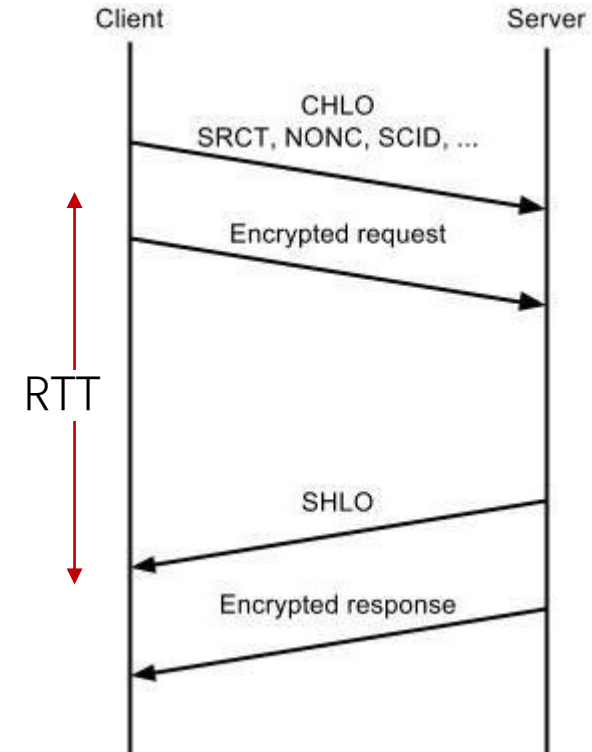 Client
Server
CHLO
SRCT, NONC, SCID, ...
Encrypted request
RTT
SHLO
Encrypted response